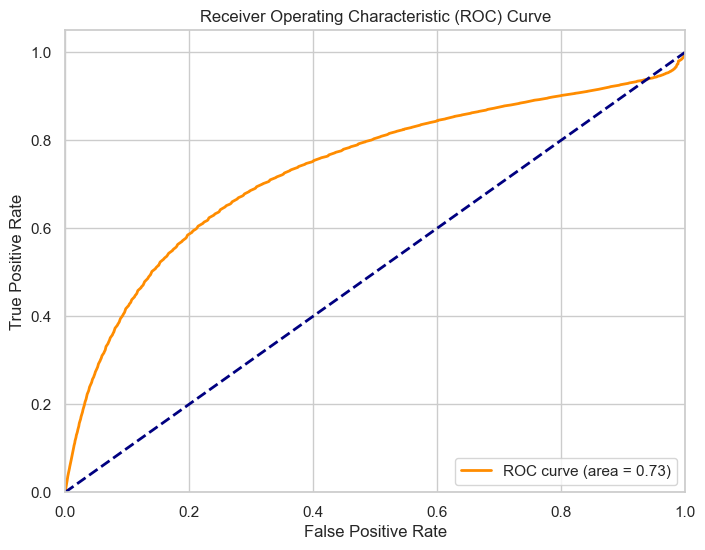 Receiver Operating Characteristic (ROC) Curve
1.0
0.8
0.6
0.4
0.2
0.0
True Positive Rate
ROC curve (area = 0.73)
0.0 0.2 0.4 0.6 0.8 1.0
False Positive Rate